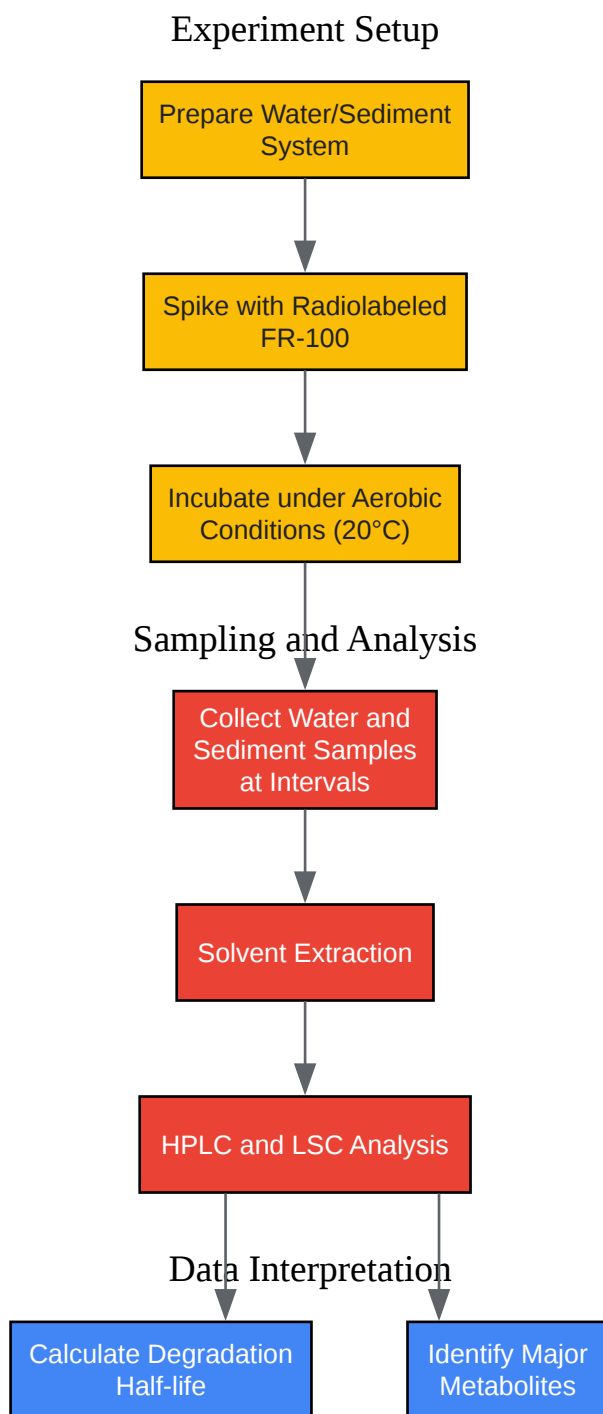 Experiment Setup
Prepare Water/Sediment
System
Spike with Radiolabeled
FR-100
Incubate under Aerobic
Conditions (20°C)
Sampling and Analysis
Collect Water and
Sediment Samples
at Intervals
Solvent Extraction
HPLC and LSC Analysis
Data Interpretation
Calculate Degradation
Half-life
Identify Major
Metabolites